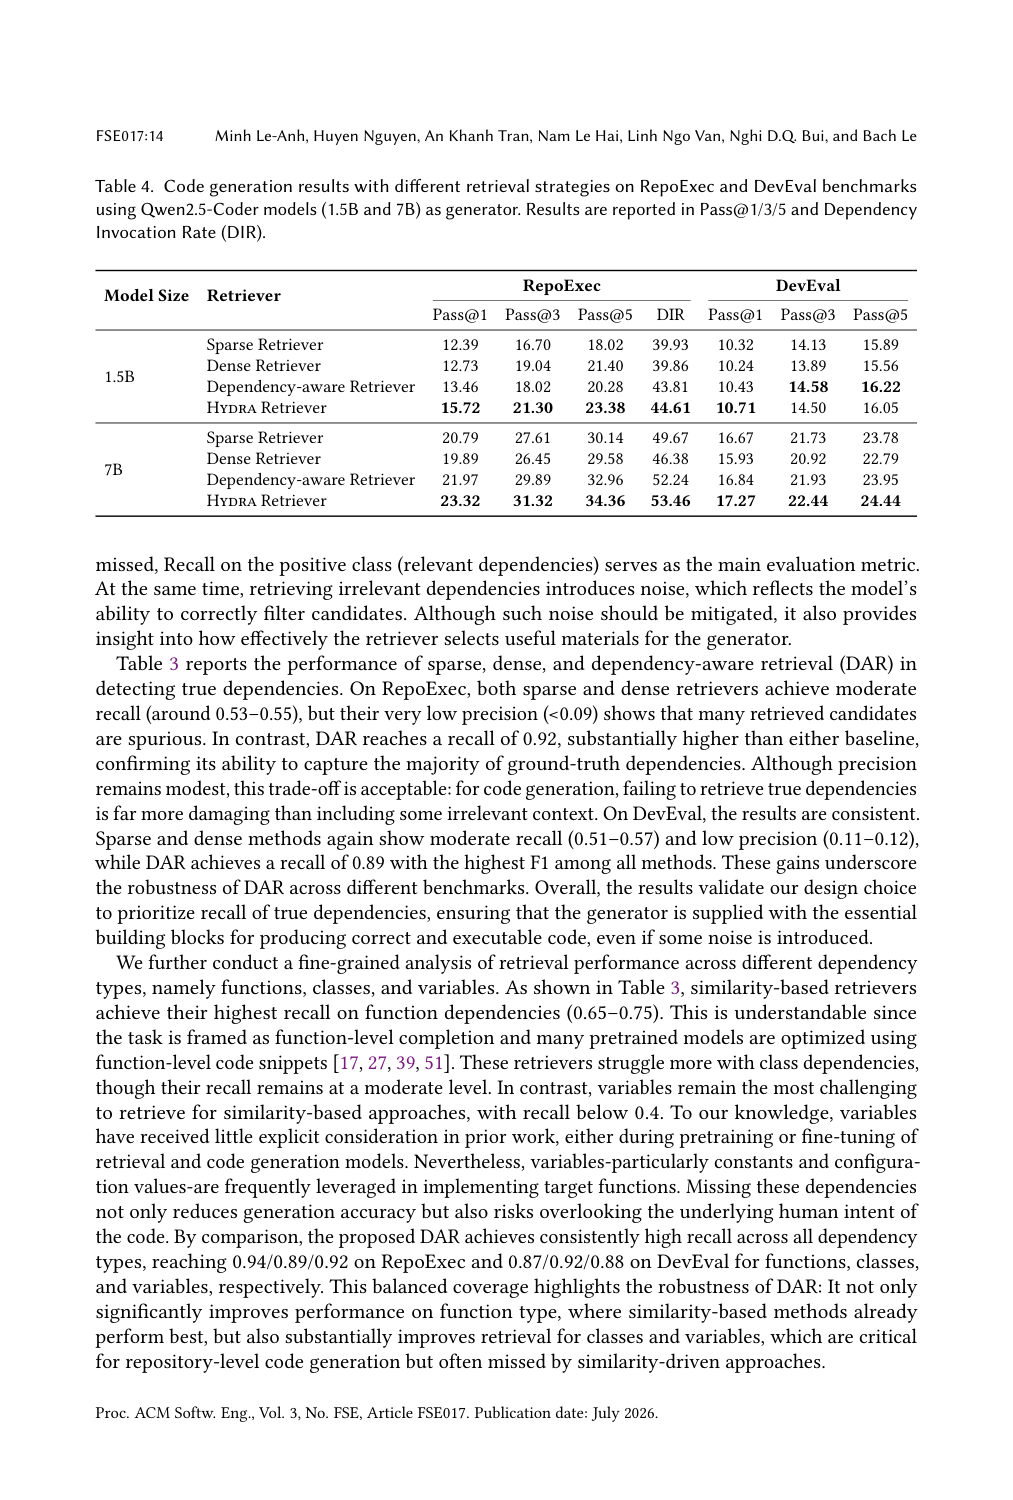 FSE017:14 Minh Le-Anh, Huyen Nguyen, An Khanh Tran, Nam Le Hai, Linh Ngo Van, Nghi D.Q. Bui, and Bach Le
Table 4. Code generation results with different retrieval strategies on RepoExec and DevEval benchmarks
using Qwen2.5-Coder models (1.5B and 7B) as generator. Results are reported in Pass@1/3/5 and Dependency
Invocation Rate (DIR).
Model Size Retriever RepoExec DevEval
Pass@1 Pass@3 Pass@5 DIR Pass@1 Pass@3 Pass@5
1.5B
Sparse Retriever 12.39 16.70 18.02 39.93 10.32 14.13 15.89
Dense Retriever 12.73 19.04 21.40 39.86 10.24 13.89 15.56
Dependency-aware Retriever 13.46 18.02 20.28 43.81 10.43 14.58 16.22
HYDRA Retriever 15.72 21.30 23.38 44.61 10.71 14.50 16.05
7B
Sparse Retriever 20.79 27.61 30.14 49.67 16.67 21.73 23.78
Dense Retriever 19.89 26.45 29.58 46.38 15.93 20.92 22.79
Dependency-aware Retriever 21.97 29.89 32.96 52.24 16.84 21.93 23.95
HYDRA Retriever 23.32 31.32 34.36 53.46 17.27 22.44 24.44
missed, Recall on the positive class (relevant dependencies) serves as the main evaluation metric.
At the same time, retrieving irrelevant dependencies introduces noise, which reflects the model's
ability to correctly filter candidates. Although such noise should be mitigated, it also provides
insight into how effectively the retriever selects useful materials for the generator.
Table 3 reports the performance of sparse, dense, and dependency-aware retrieval (DAR) in
detecting true dependencies. On RepoExec, both sparse and dense retrievers achieve moderate
recall (around 0.53–0.55), but their very low precision (<0.09) shows that many retrieved candidates
are spurious. In contrast, DAR reaches a recall of 0.92, substantially higher than either baseline,
confirming its ability to capture the majority of ground-truth dependencies. Although precision
remains modest, this trade-off is acceptable: for code generation, failing to retrieve true dependencies
is far more damaging than including some irrelevant context. On DevEval, the results are consistent.
Sparse and dense methods again show moderate recall (0.51–0.57) and low precision (0.11–0.12),
while DAR achieves a recall of 0.89 with the highest F1 among all methods. These gains underscore
the robustness of DAR across different benchmarks. Overall, the results validate our design choice
to prioritize recall of true dependencies, ensuring that the generator is supplied with the essential
building blocks for producing correct and executable code, even if some noise is introduced.
We further conduct a fine-grained analysis of retrieval performance across different dependency
types, namely functions, classes, and variables. As shown in Table 3, similarity-based retrievers
achieve their highest recall on function dependencies (0.65–0.75). This is understandable since
the task is framed as function-level completion and many pretrained models are optimized using
function-level code snippets [17, 27, 39, 51]. These retrievers struggle more with class dependencies,
though their recall remains at a moderate level. In contrast, variables remain the most challenging
to retrieve for similarity-based approaches, with recall below 0.4. To our knowledge, variables
have received little explicit consideration in prior work, either during pretraining or fine-tuning of
retrieval and code generation models. Nevertheless, variables-particularly constants and configura-
tion values-are frequently leveraged in implementing target functions. Missing these dependencies
not only reduces generation accuracy but also risks overlooking the underlying human intent of
the code. By comparison, the proposed DAR achieves consistently high recall across all dependency
types, reaching 0.94/0.89/0.92 on RepoExec and 0.87/0.92/0.88 on DevEval for functions, classes,
and variables, respectively. This balanced coverage highlights the robustness of DAR: It not only
significantly improves performance on function type, where similarity-based methods already
perform best, but also substantially improves retrieval for classes and variables, which are critical
for repository-level code generation but often missed by similarity-driven approaches.
Proc. ACM Softw. Eng., Vol. 3, No. FSE, Article FSE017. Publication date: July 2026.